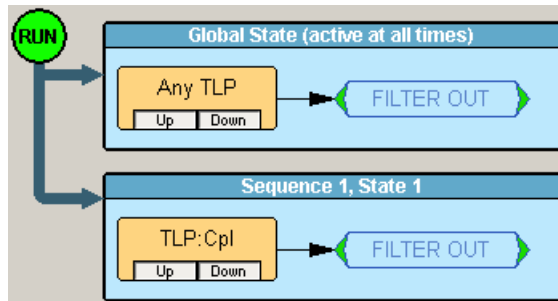 RUN
Global State (active at all times)
Any TLP
FILTER OUT
Up Down
Sequence 1, State 1
TLP:Cpl
FILTER OUT
Up Down